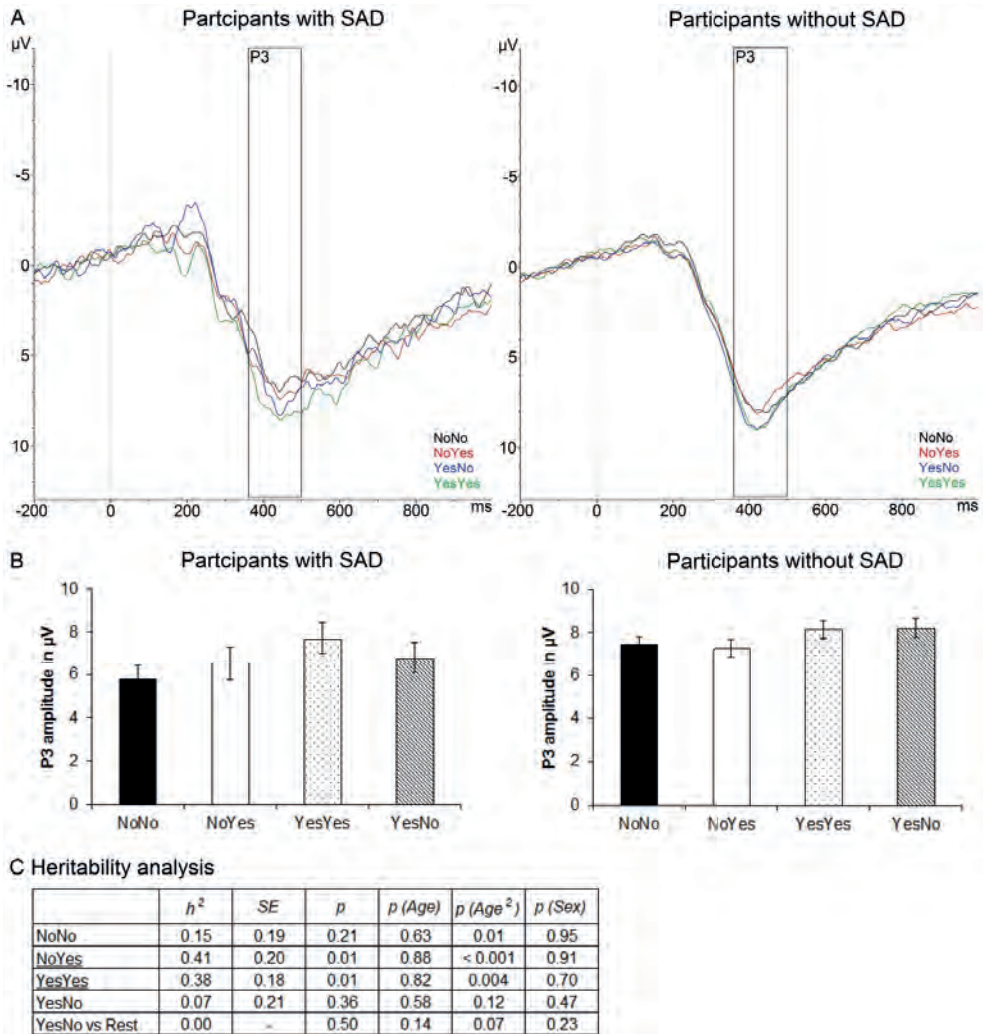 A
Partcipants with SAD
Participants without SAD
µV
P3
-10
-5
0
5
10
NoNo
NoYes
YesNo
YesYes
-200 0 200 400 600 800 ms
µV
P3
-10
-5
0
5
10
NoNo
NoYes
YesNo
YesYes
-200 0 200 400 600 800 ms
B
Partcipants with SAD
Participants without SAD
P3 amplitude in µV
10
8
6
4
2
0
NoNo NoYes YesYes YesNo
P3 amplitude in µV
10
8
6
4
2
0
NoNo NoYes YesYes YesNo
C Heritability analysis
h² SE p p (Age) p (Age²) p (Sex)
NoNo 0.15 0.19 0.21 0.63 0.01 0.95
NoYes 0.41 0.20 0.01 0.88 < 0.001 0.91
YesYes 0.38 0.18 0.01 0.82 0.004 0.70
YesNo 0.07 0.21 0.36 0.58 0.12 0.47
YesNo vs Rest 0.00 - 0.50 0.14 0.07 0.23